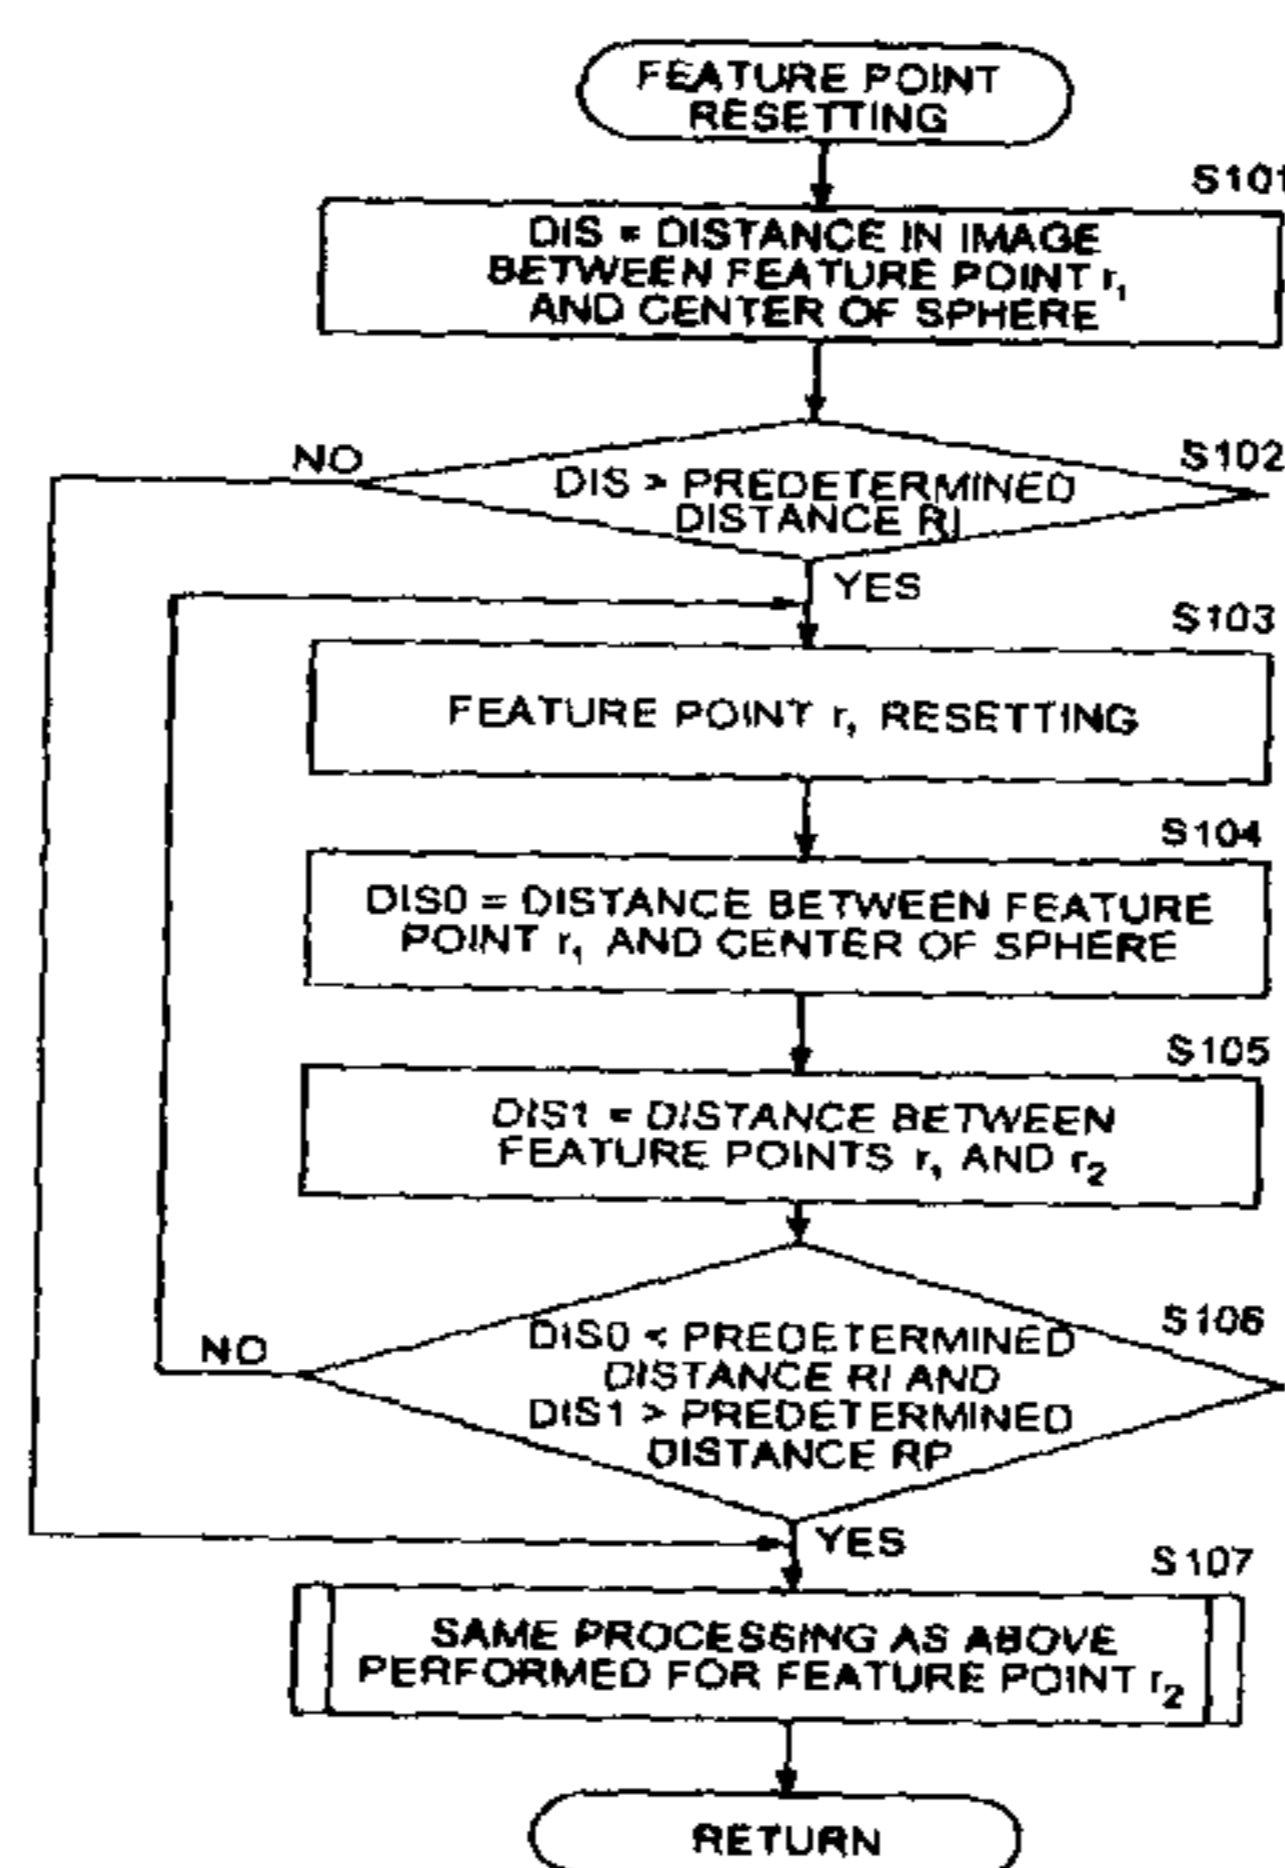 FEATURE POINT
RESETTING
S101
DIS = DISTANCE IN IMAGE
BETWEEN FEATURE POINT r₁
AND CENTER OF SPHERE
S102
NO
DIS > PREDETERMINED
DISTANCE RI
YES
S103
FEATURE POINT r₁ RESETTING
S104
DIS0 = DISTANCE BETWEEN FEATURE
POINT r₁ AND CENTER OF SPHERE
S105
DIS1 = DISTANCE BETWEEN
FEATURE POINTS r₁ AND r₂
S106
NO
DIS0 < PREDETERMINED
DISTANCE RI AND
DIS1 > PREDETERMINED
DISTANCE RP
YES
S107
SAME PROCESSING AS ABOVE
PERFORMED FOR FEATURE POINT r₂
RETURN